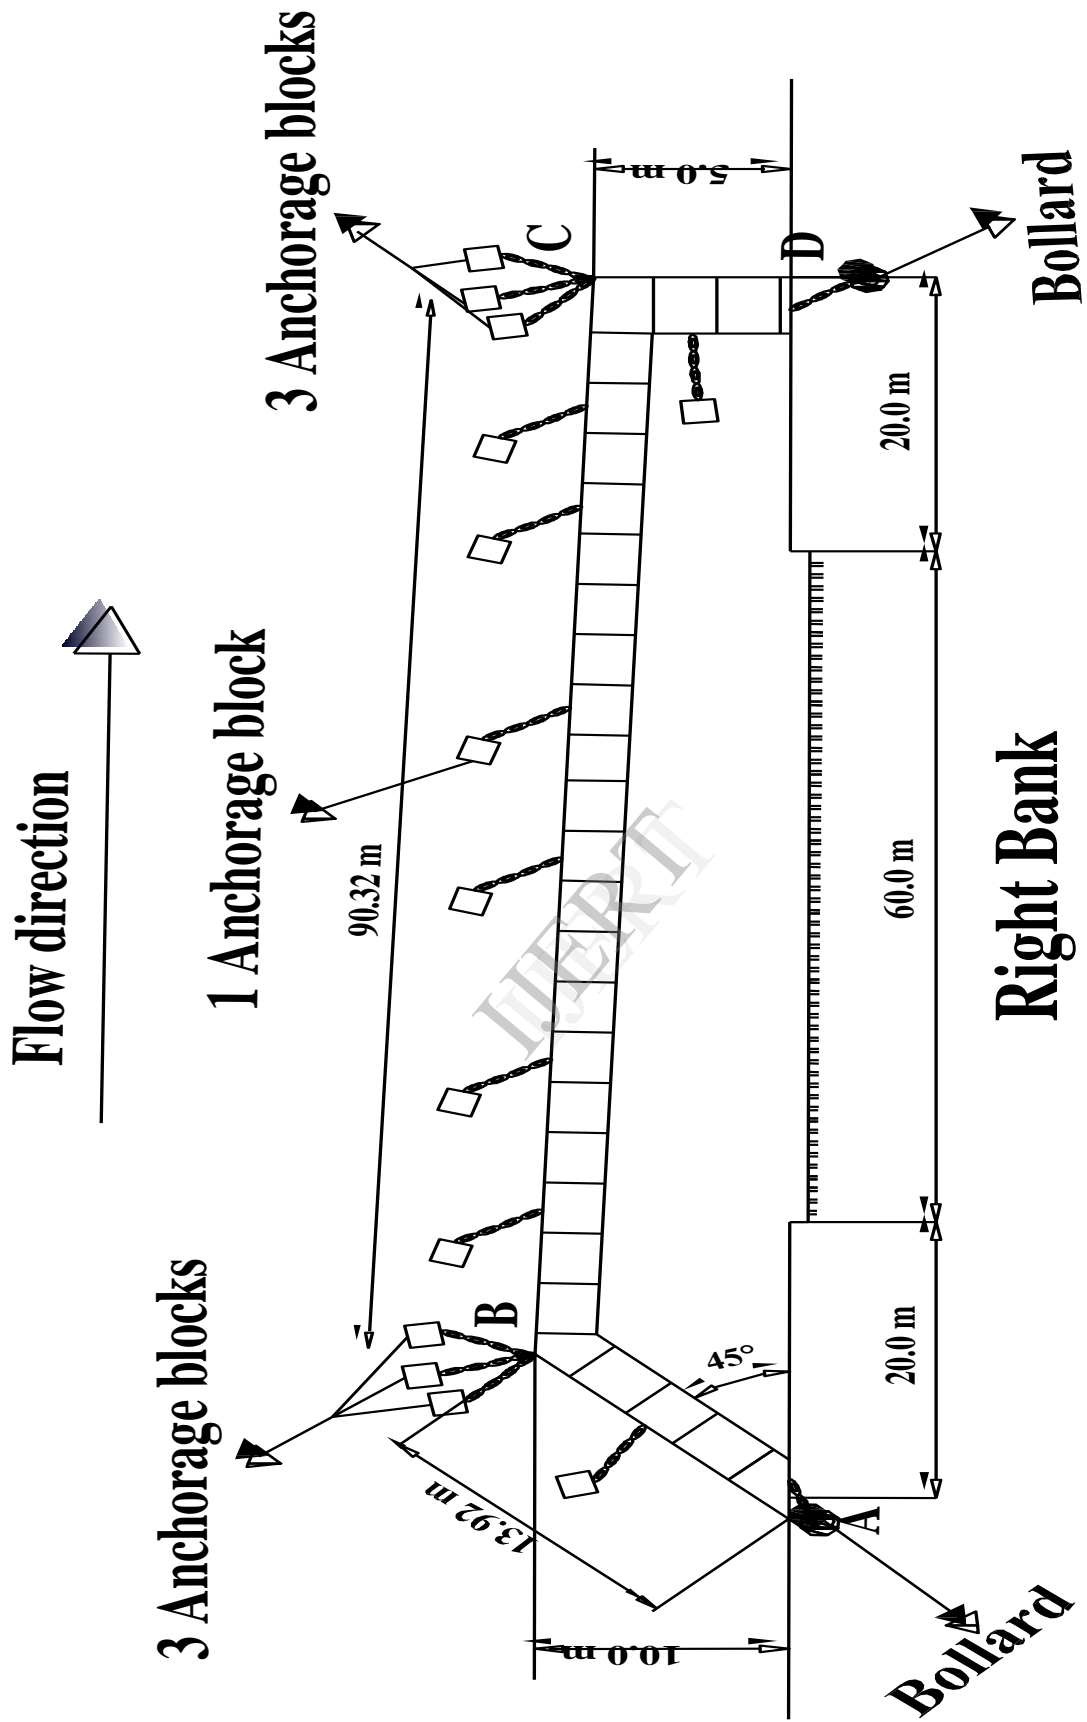 Flow direction
3 Anchorage blocks
1 Anchorage block
3 Anchorage blocks
90.32 m
B
C
13.92 m
45°
10.0 m
5.0 m
A
D
20.0 m
60.0 m
20.0 m
Bollard
Bollard
Right Bank
IJERT